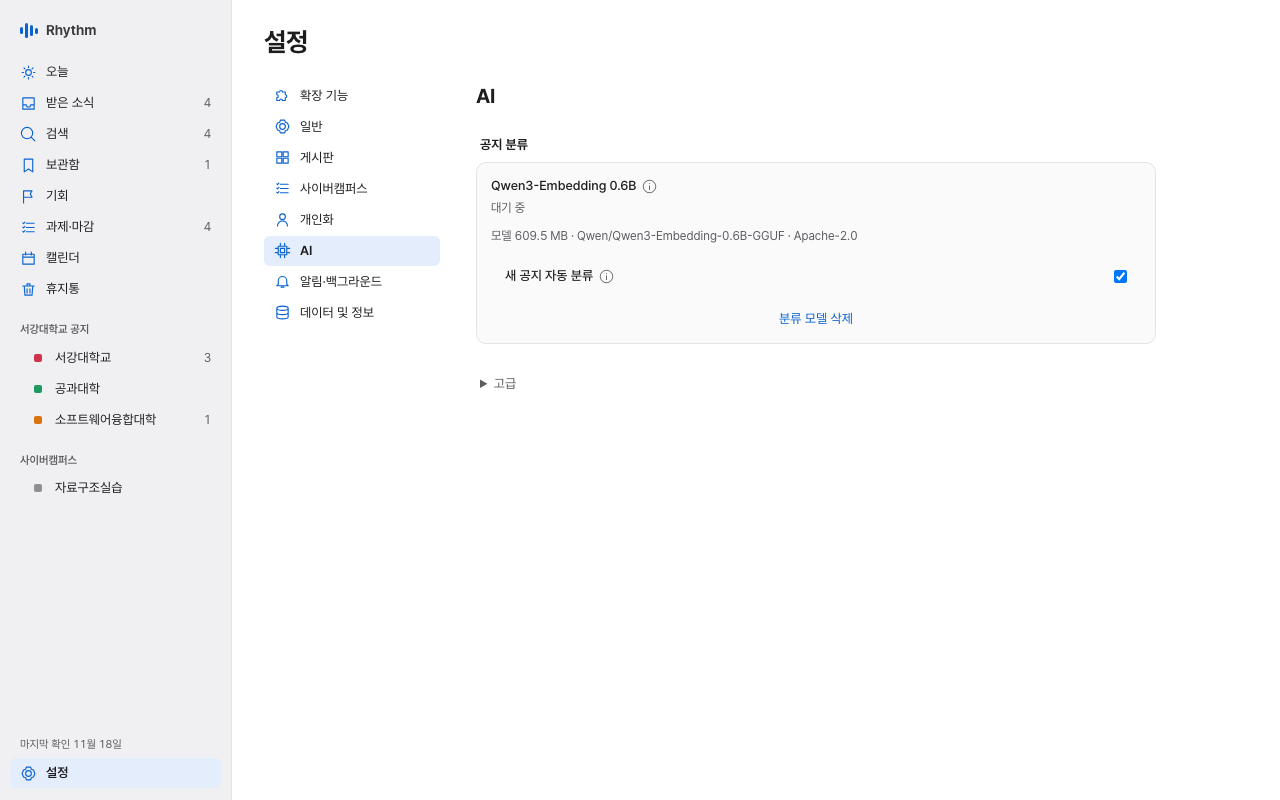 Rhythm
오늘
받은 소식 4
검색 4
보관함 1
기회
과제·마감 4
캘린더
휴지통
서강대학교 공지
서강대학교 3
공과대학
소프트웨어융합대학 1
사이버캠퍼스
자료구조실습
마지막 확인 11월 18일
설정
설정
확장 기능
일반
게시판
사이버캠퍼스
개인화
AI
알림·백그라운드
데이터 및 정보
AI
공지 분류
Qwen3-Embedding 0.6B
대기 중
모델 609.5 MB · Qwen/Qwen3-Embedding-0.6B-GGUF · Apache-2.0
새 공지 자동 분류
분류 모델 삭제
고급